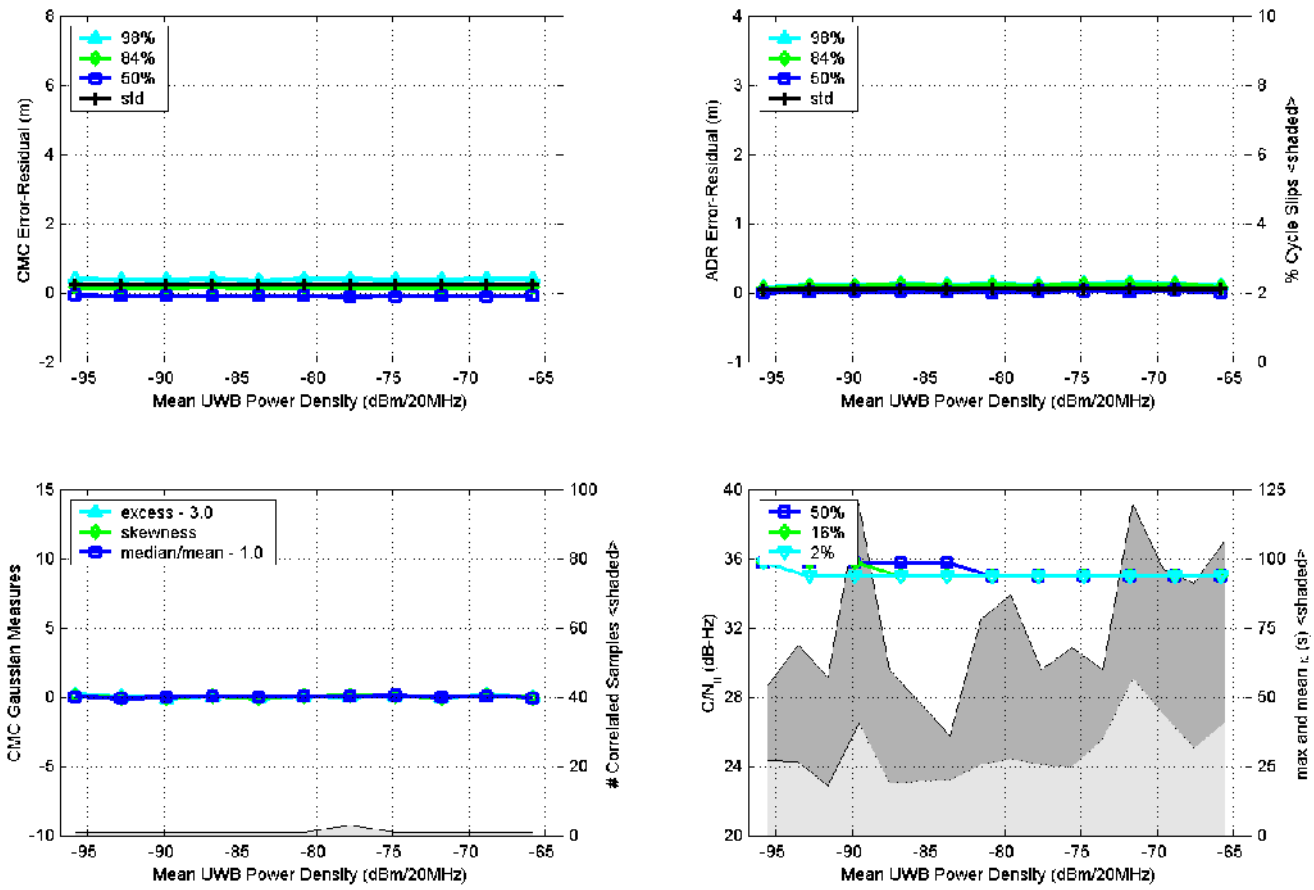 8
6
4
2
0
-2
98%
84%
50%
std
CMC Error-Residual (m)
-95 -90 -85 -80 -75 -70 -65
Mean UWB Power Density (dBm/20MHz)
4
3
2
1
0
-1
98%
84%
50%
std
ADR Error-Residual (m)
10
8
6
4
2
0
% Cycle Slips <shaded>
-95 -90 -85 -80 -75 -70 -65
Mean UWB Power Density (dBm/20MHz)
15
10
5
0
-5
-10
excess - 3.0
skewness
median/mean - 1.0
CMC Gaussian Measures
100
80
60
40
20
0
# Correlated Samples <shaded>
-95 -90 -85 -80 -75 -70 -65
Mean UWB Power Density (dBm/20MHz)
40
36
32
28
24
20
50%
16%
2%
(dB-Hz)
125
100
75
50
25
0
max and mean (s) <shaded>
-95 -90 -85 -80 -75 -70 -65
Mean UWB Power Density (dBm/20MHz)